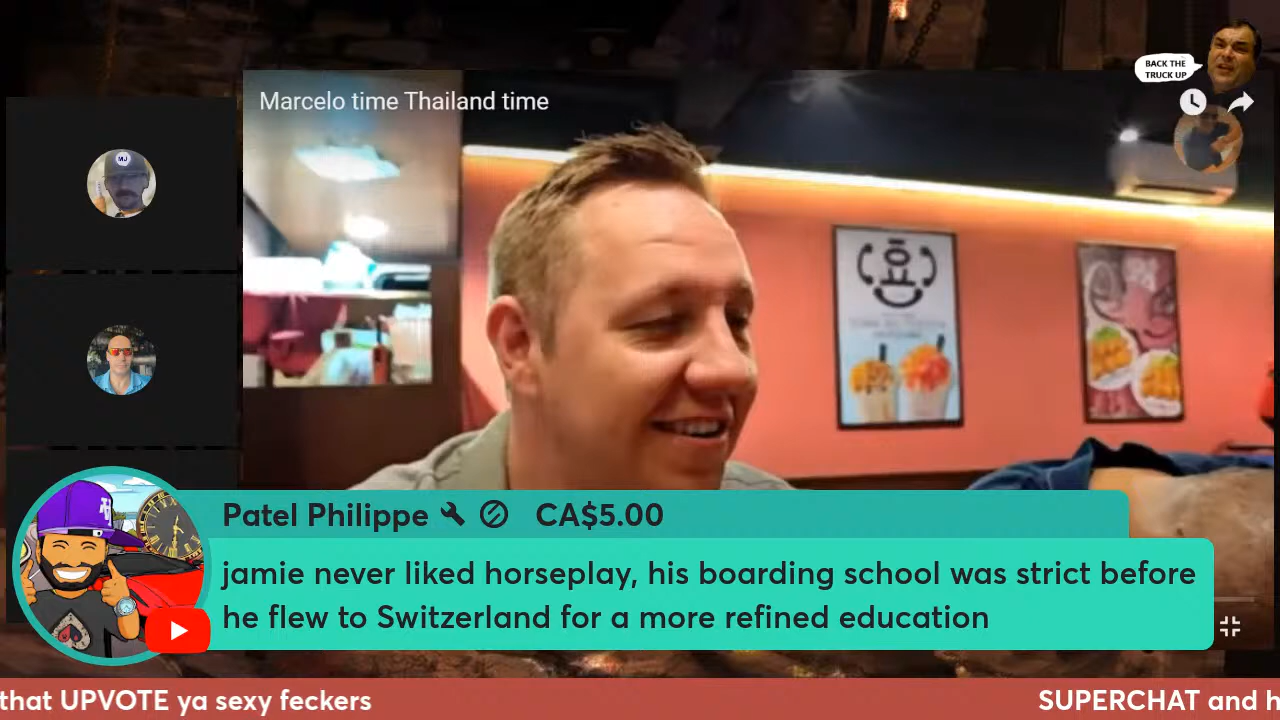 BACK THE
TRUCK UP
Marcelo time Thailand time
MJ
Patel Philippe CA$5.00
jamie never liked horseplay, his boarding school was strict before
he flew to Switzerland for a more refined education
that UPVOTE ya sexy feckers
SUPERCHAT and h